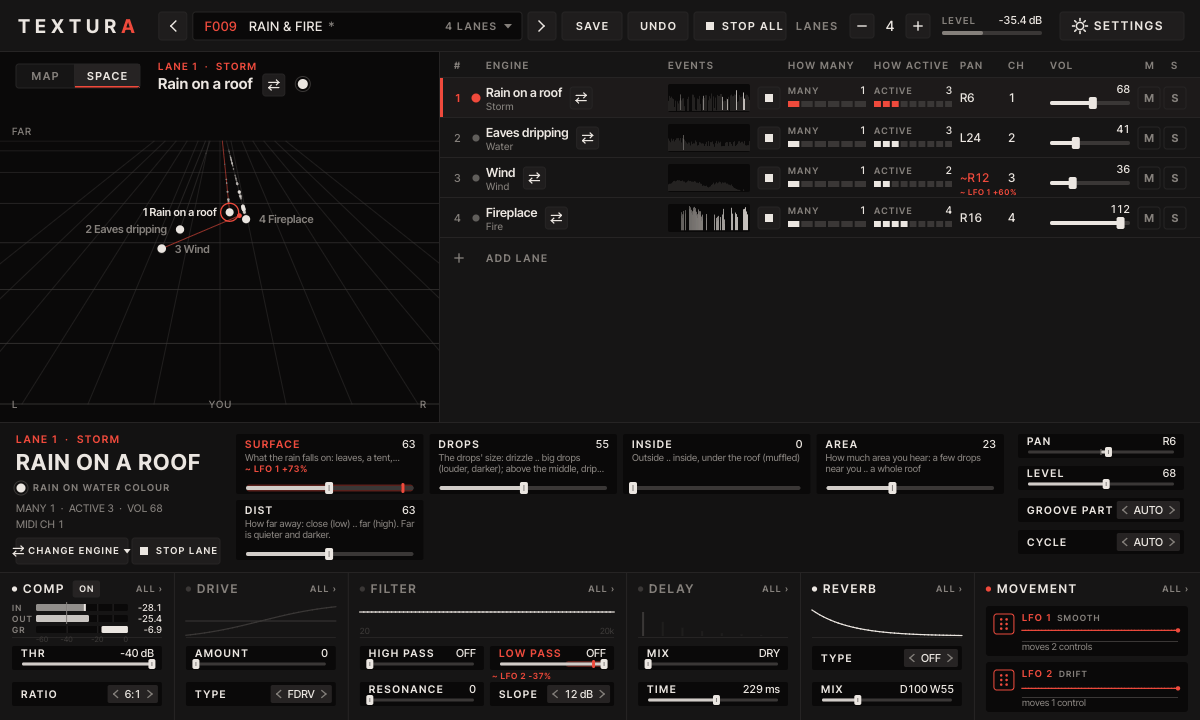 TEXTURA
F009 RAIN & FIRE * 4 LANES
SAVE
UNDO
STOP ALL
LANES 4
LEVEL -35.4 dB
SETTINGS
MAP SPACE
LANE 1 · STORM
Rain on a roof
FAR
1 Rain on a roof
4 Fireplace
2 Eaves dripping
3 Wind
L YOU R
# ENGINE EVENTS HOW MANY HOW ACTIVE PAN CH VOL M S
1 Rain on a roof MANY 1 ACTIVE 3 R6 1 68 M S
Storm
2 Eaves dripping MANY 1 ACTIVE 3 L24 2 41 M S
Water
3 Wind MANY 1 ACTIVE 2 ~R12 3 36 M S
Wind ~ LFO 1 +60%
4 Fireplace MANY 1 ACTIVE 4 R16 4 112 M S
Fire
+ ADD LANE
LANE 1 · STORM
RAIN ON A ROOF
RAIN ON WATER COLOUR
MANY 1 · ACTIVE 3 · VOL 68
MIDI CH 1
CHANGE ENGINE
STOP LANE
SURFACE 63
What the rain falls on: leaves, a tent,...
~ LFO 1 +73%
DROPS 55
The drops' size: drizzle .. big drops
(louder, darker); above the middle, drip...
INSIDE 0
Outside .. inside, under the roof (muffled)
AREA 23
How much area you hear: a few drops
near you .. a whole roof
DIST 63
How far away: close (low) .. far (high). Far
is quieter and darker.
PAN R6
LEVEL 68
GROOVE PART < AUTO >
CYCLE < AUTO >
COMP ON ALL ›
IN -28.1
OUT -25.4
GR -6.9
-60 -40 -20 0
THR -40 dB
RATIO < 6:1 >
DRIVE ALL ›
AMOUNT 0
TYPE < FDRV >
FILTER ALL ›
20 20k
HIGH PASS OFF
LOW PASS OFF
~ LFO 2 -37%
RESONANCE 0
SLOPE < 12 dB >
DELAY ALL ›
MIX DRY
TIME 229 ms
REVERB ALL ›
TYPE < OFF >
MIX D100 W55
MOVEMENT ALL ›
LFO 1 SMOOTH
moves 2 controls
LFO 2 DRIFT
moves 1 control